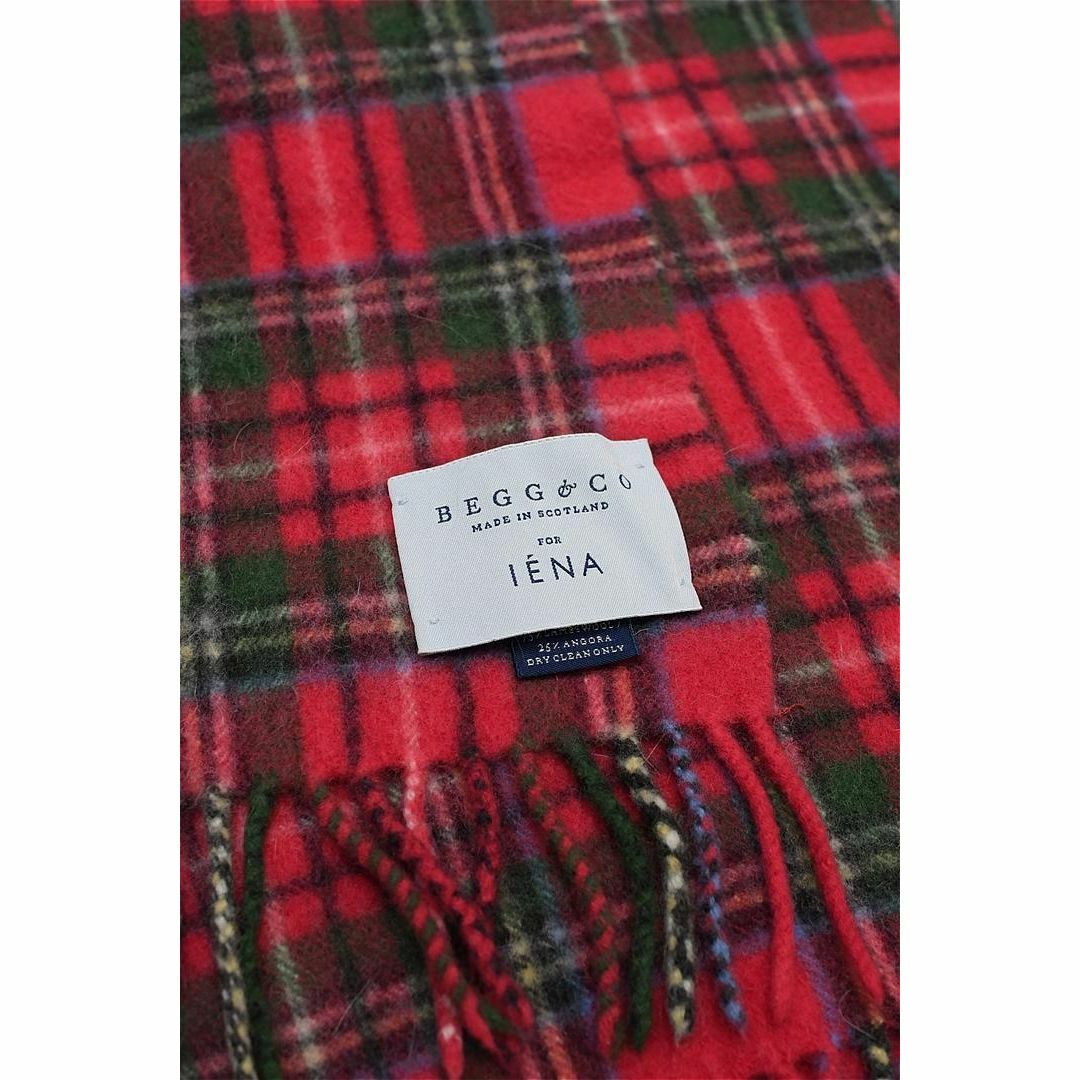 BEGG & CO
MADE IN SCOTLAND
FOR
IÉNA
25% ANGORA
DRY CLEAN ONLY